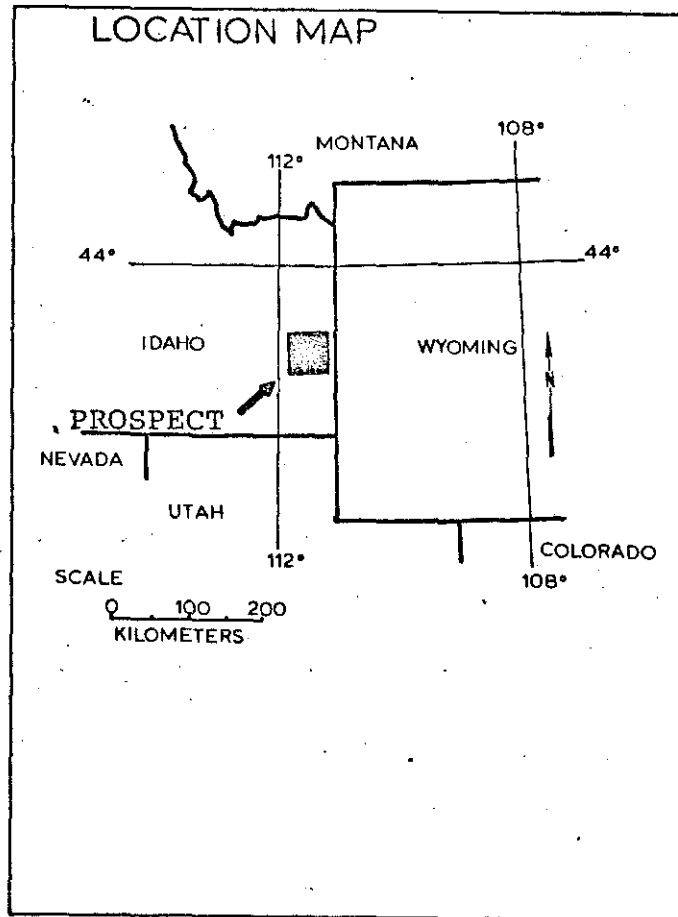 LOCATION MAP
108°
MONTANA
112°
44°
44°
IDAHO
WYOMING
N
PROSPECT
NEVADA
UTAH
COLORADO
112°
108°
SCALE
0 100 200
KILOMETERS